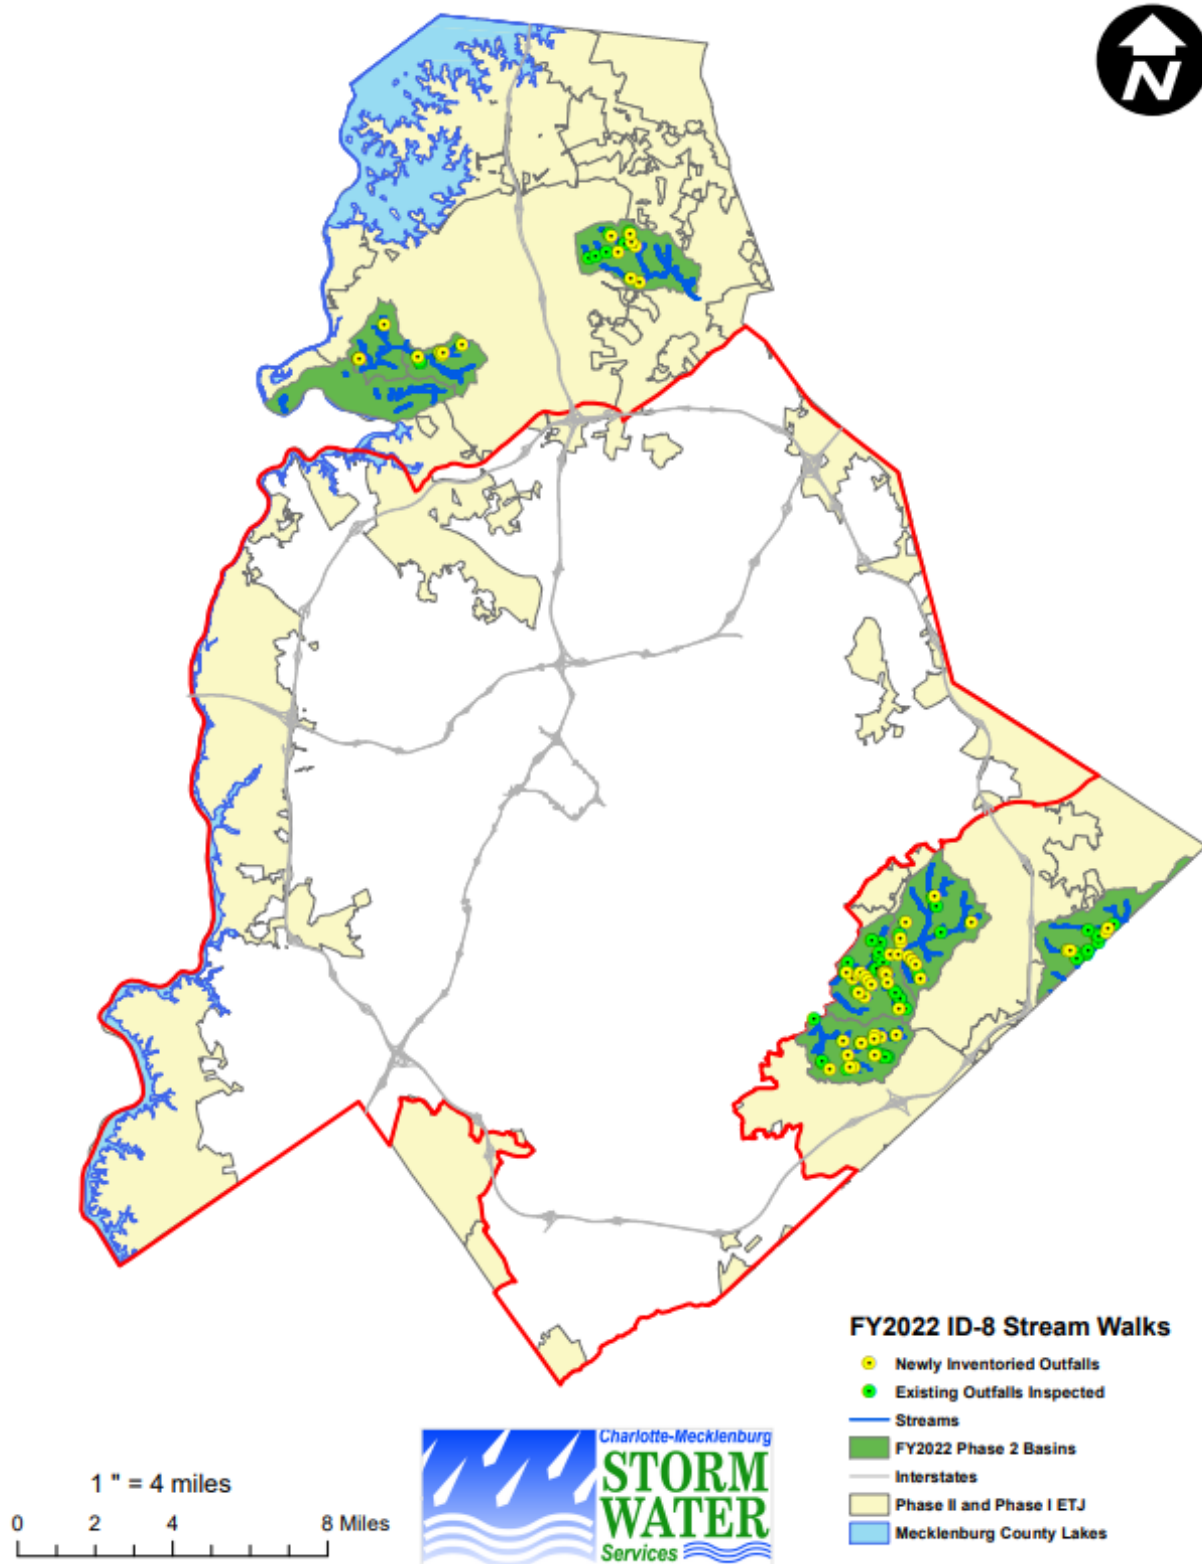 N
FY2022 ID-8 Stream Walks
Newly Inventoried Outfalls
Existing Outfalls Inspected
Streams
FY2022 Phase 2 Basins
Interstates
Phase II and Phase I ETJ
Mecklenburg County Lakes
Charlotte-Mecklenburg
STORM
WATER
Services
1 " = 4 miles
0 2 4 8 Miles